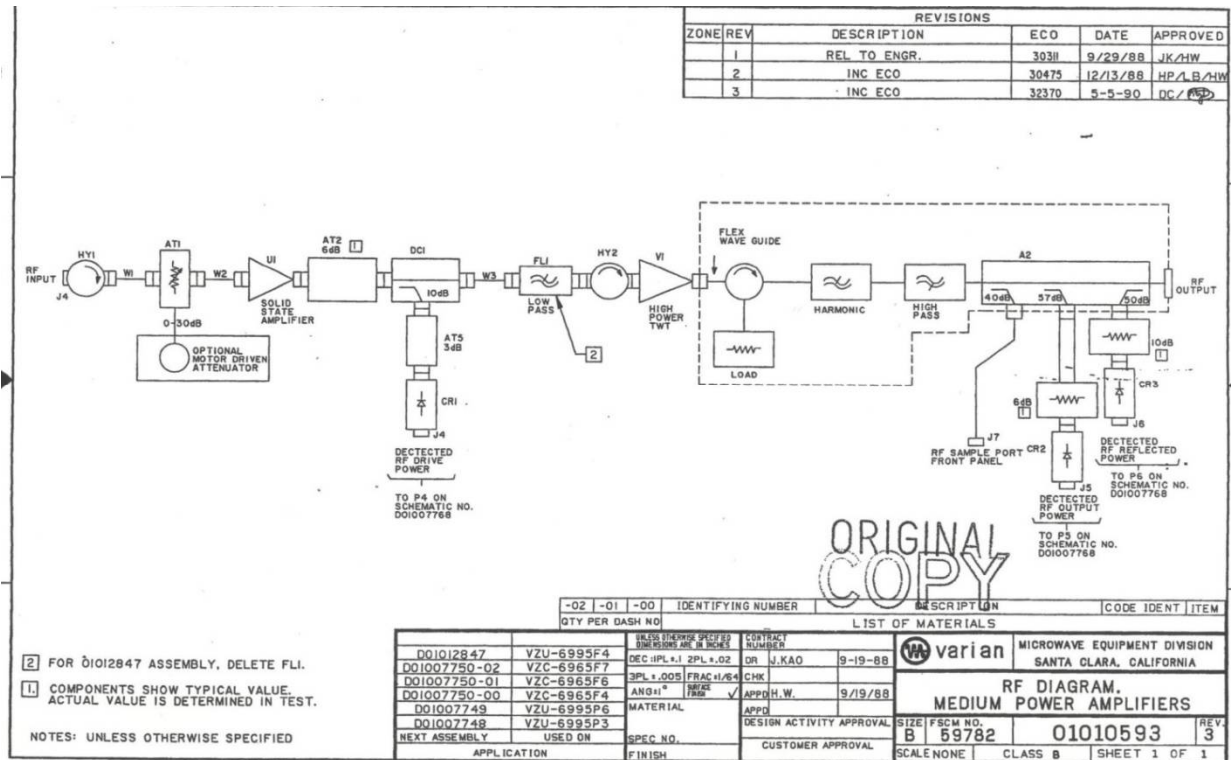 REVISIONS
ZONE REV DESCRIPTION ECO DATE APPROVED
1 REL TO ENGR. 30311 9/29/88 JK/HW
2 INC ECO 30475 12/13/88 HP/LB/HW
3 INC ECO 32370 5-5-90 DC/
RF INPUT
J4
HY1
W1
AT1
0-30dB
OPTIONAL
MOTOR DRIVEN
ATTENUATOR
W2
U1
SOLID
STATE
AMPLIFIER
AT2
6dB 1
DC1
10dB
AT5
3dB
CR1
J4
DECTECTED
RF DRIVE
POWER
TO P4 ON
SCHEMATIC NO.
D01007768
W3
FL1
LOW
PASS
2
HY2
V1
HIGH
POWER
TWT
FLEX
WAVE GUIDE
LOAD
HARMONIC
HIGH
PASS
A2
40dB 57dB 50dB
RF
OUTPUT
J7
RF SAMPLE PORT
FRONT PANEL
6dB
1
CR2
J5
DECTECTED
RF OUTPUT
POWER
TO P5 ON
SCHEMATIC NO.
D01007768
10dB
1
CR3
J6
DECTECTED
RF REFLECTED
POWER
TO P6 ON
SCHEMATIC NO.
D01007768
ORIGINAL
COPY
-02 -01 -00 IDENTIFYING NUMBER DESCRIPTION CODE IDENT ITEM
QTY PER DASH NO LIST OF MATERIALS
2 FOR D1012847 ASSEMBLY, DELETE FL1.
1. COMPONENTS SHOW TYPICAL VALUE.
ACTUAL VALUE IS DETERMINED IN TEST.
NOTES: UNLESS OTHERWISE SPECIFIED
D01012847 VZU-6995F4
D01007750-02 VZC-6965F7
D01007750-01 VZC-6965F6
D01007750-00 VZC-6965F4
D01007749 VZU-6995P6
D01007748 VZU-6995P3
NEXT ASSEMBLY USED ON
APPLICATION
UNLESS OTHERWISE SPECIFIED
DIMENSIONS ARE IN INCHES
DEC :1PL±.1 2PL±.02
3PL±.005 FRAC±1/64
ANG±1° SURFACE FINISH
MATERIAL
SPEC NO.
FINISH
CONTRACT
NUMBER
DR J.KAO 9-19-88
CHK
APPD H.W. 9/19/88
APPD
DESIGN ACTIVITY APPROVAL
CUSTOMER APPROVAL
varian
MICROWAVE EQUIPMENT DIVISION
SANTA CLARA, CALIFORNIA
RF DIAGRAM,
MEDIUM POWER AMPLIFIERS
SIZE B FSCM NO. 59782 01010593 REV. 3
SCALE NONE CLASS B SHEET 1 OF 1